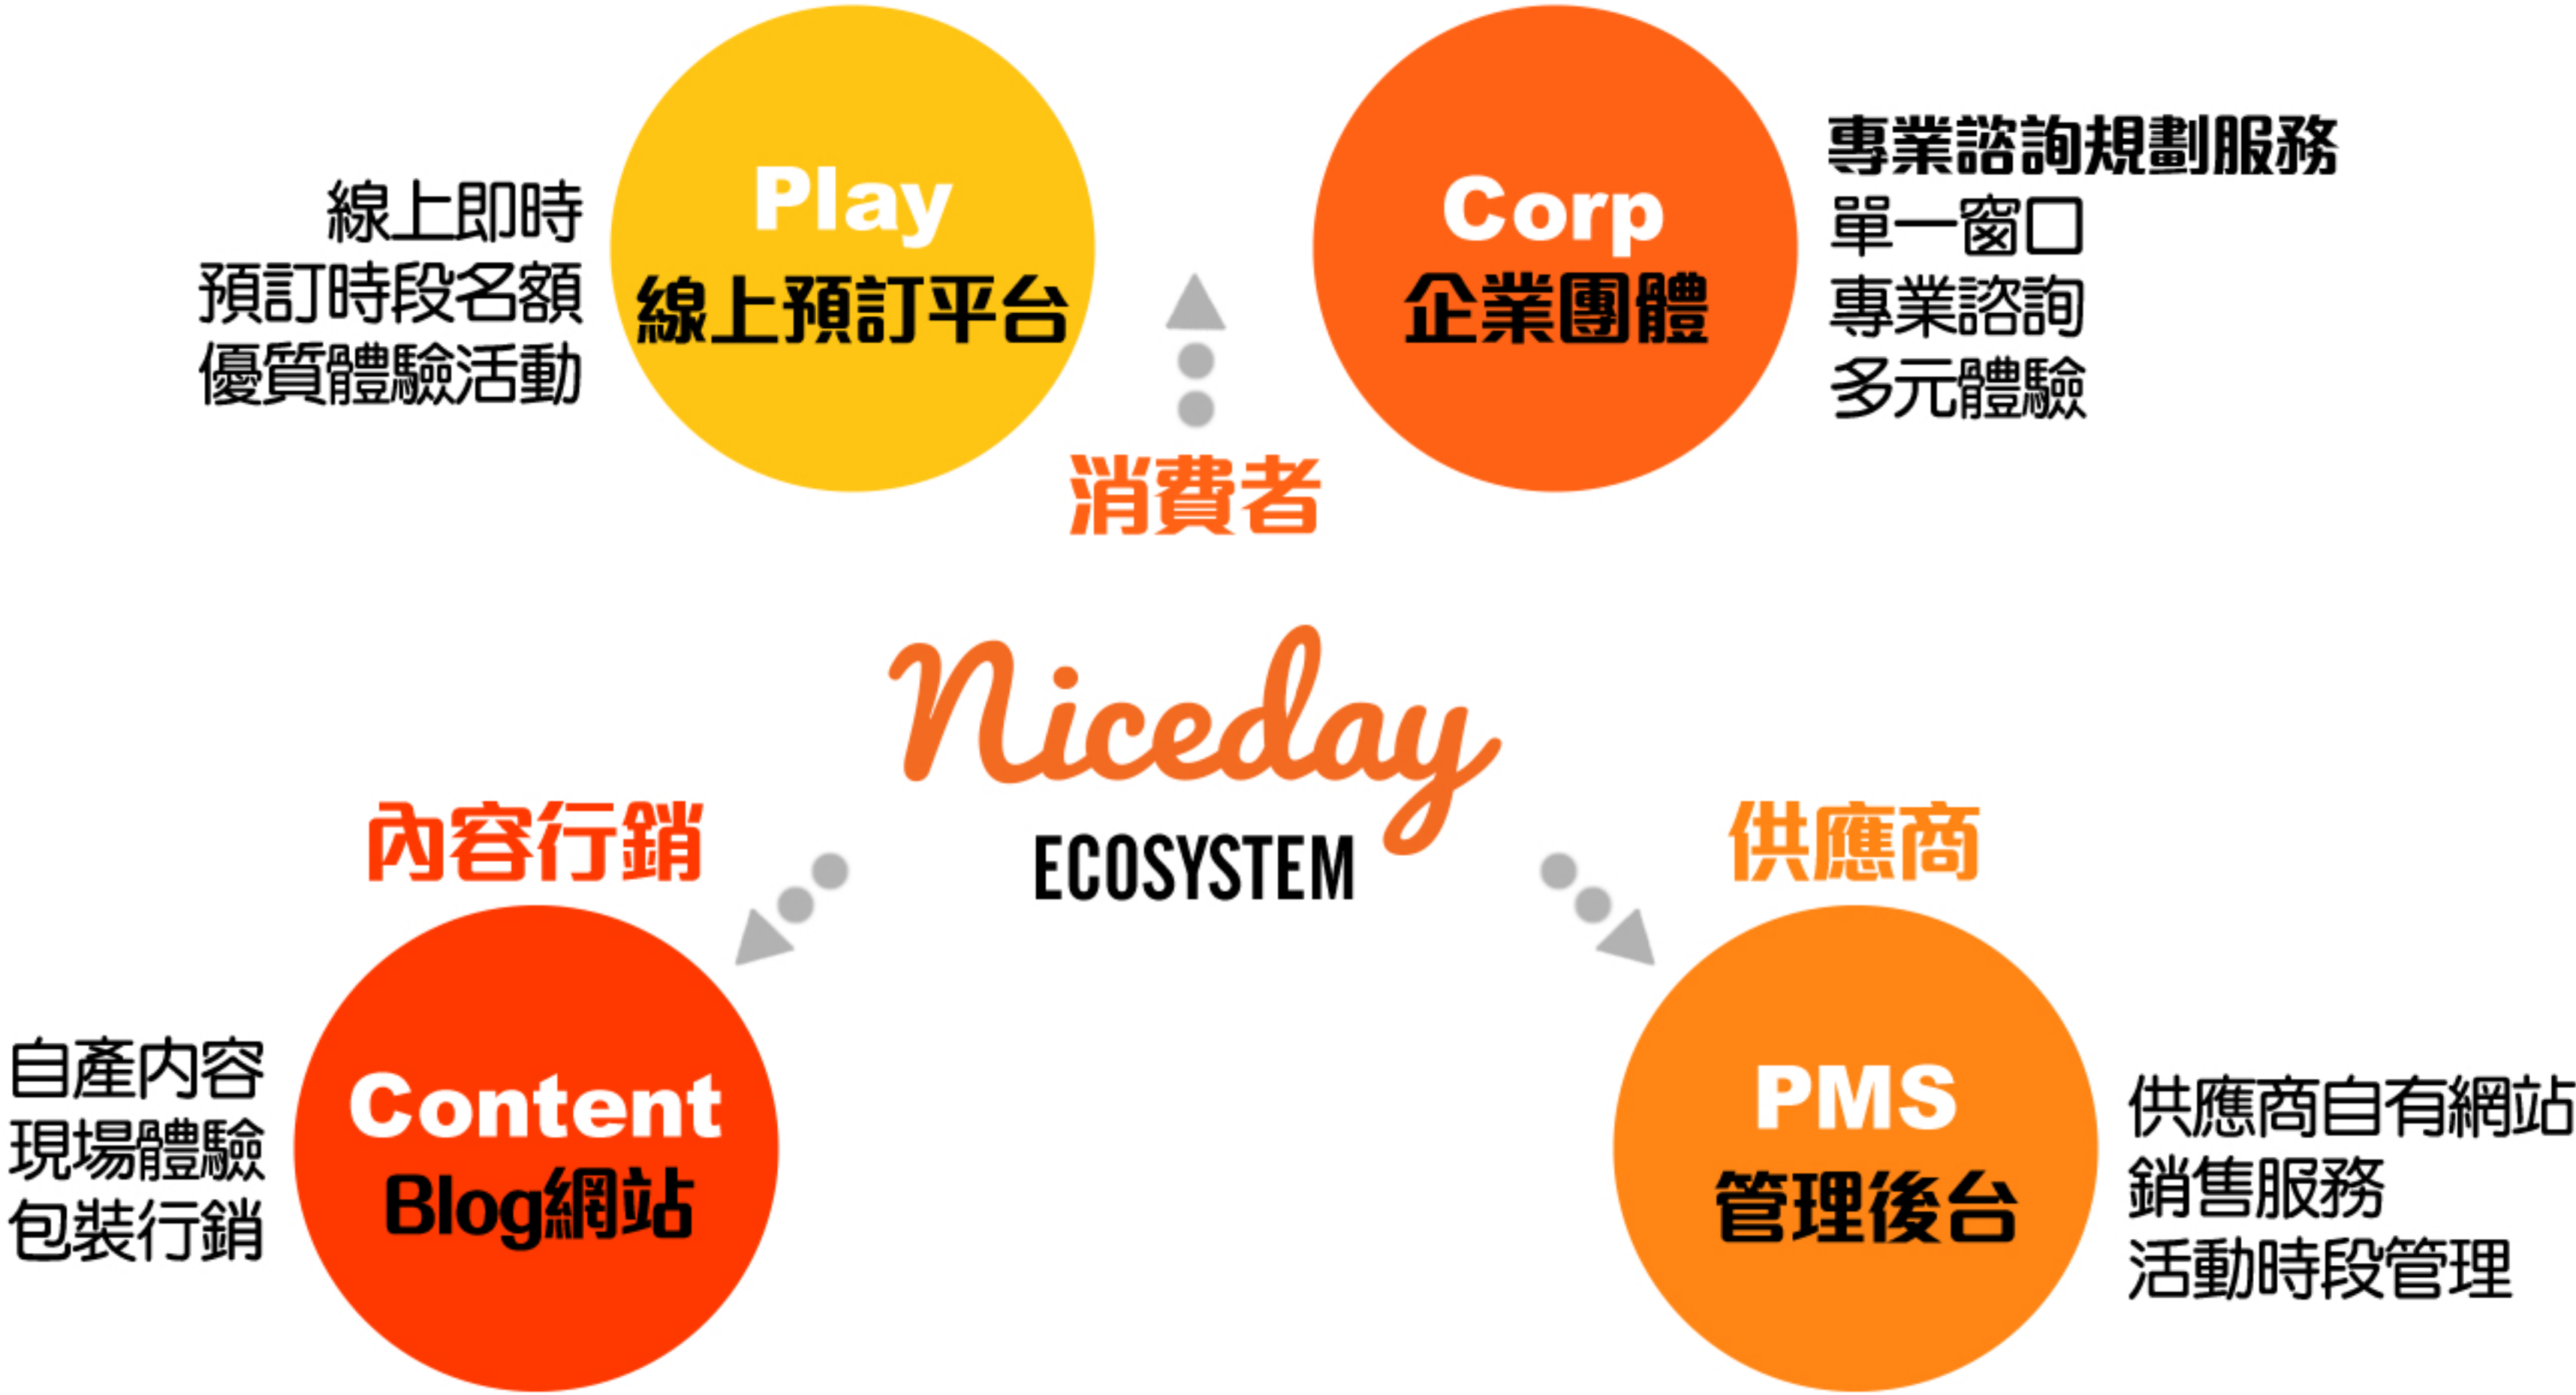 線上即時
預訂時段名額
優質體驗活動
Play
線上預訂平台
Corp
企業團體
專業諮詢規劃服務
單一窗口
專業諮詢
多元體驗
消費者
Niceday
ECOSYSTEM
內容行銷
自產內容
現場體驗
包裝行銷
Content
Blog網站
供應商
PMS
管理後台
供應商自有網站
銷售服務
活動時段管理